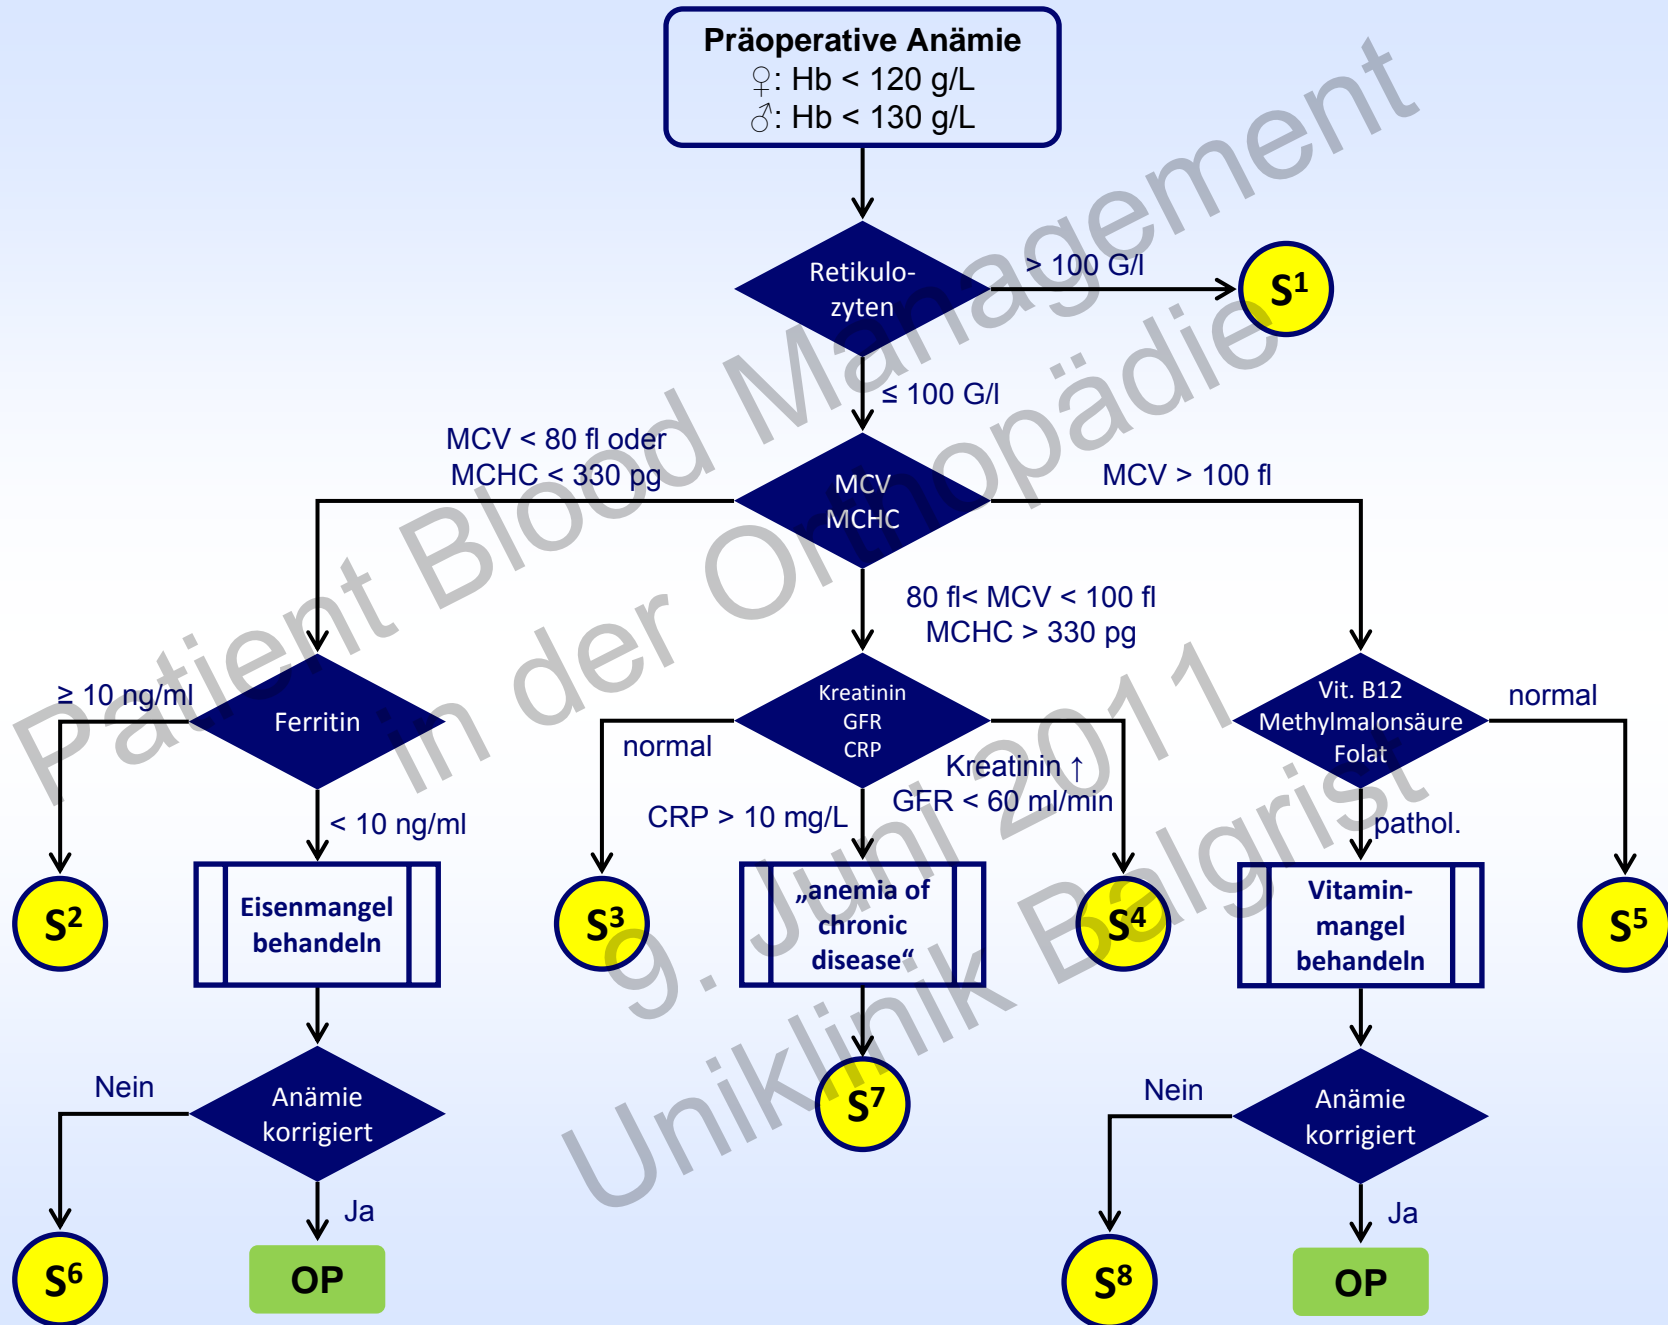 Präoperative Anämie
♀: Hb < 120 g/L
♂: Hb < 130 g/L
Retikulo-
zyten
> 100 G/l
S1
≤ 100 G/l
MCV < 80 fl oder
MCHC < 330 pg
MCV
MCHC
MCV > 100 fl
80 fl< MCV < 100 fl
MCHC > 330 pg
≥ 10 ng/ml
Ferritin
< 10 ng/ml
normal
Kreatinin
GFR
CRP
Kreatinin ↑
GFR < 60 ml/min
CRP > 10 mg/L
Vit. B12
Methylmalonsäure
Folat
normal
pathol.
S2
Eisenmangel
behandeln
S3
„anemia of
chronic
disease“
S4
Vitamin-
mangel
behandeln
S5
Nein
Anämie
korrigiert
Ja
S6
OP
S7
Nein
Anämie
korrigiert
Ja
S8
OP
Patient Blood Management
in der Orthopädie
9. Juni 2011
Uniklinik Balgrist